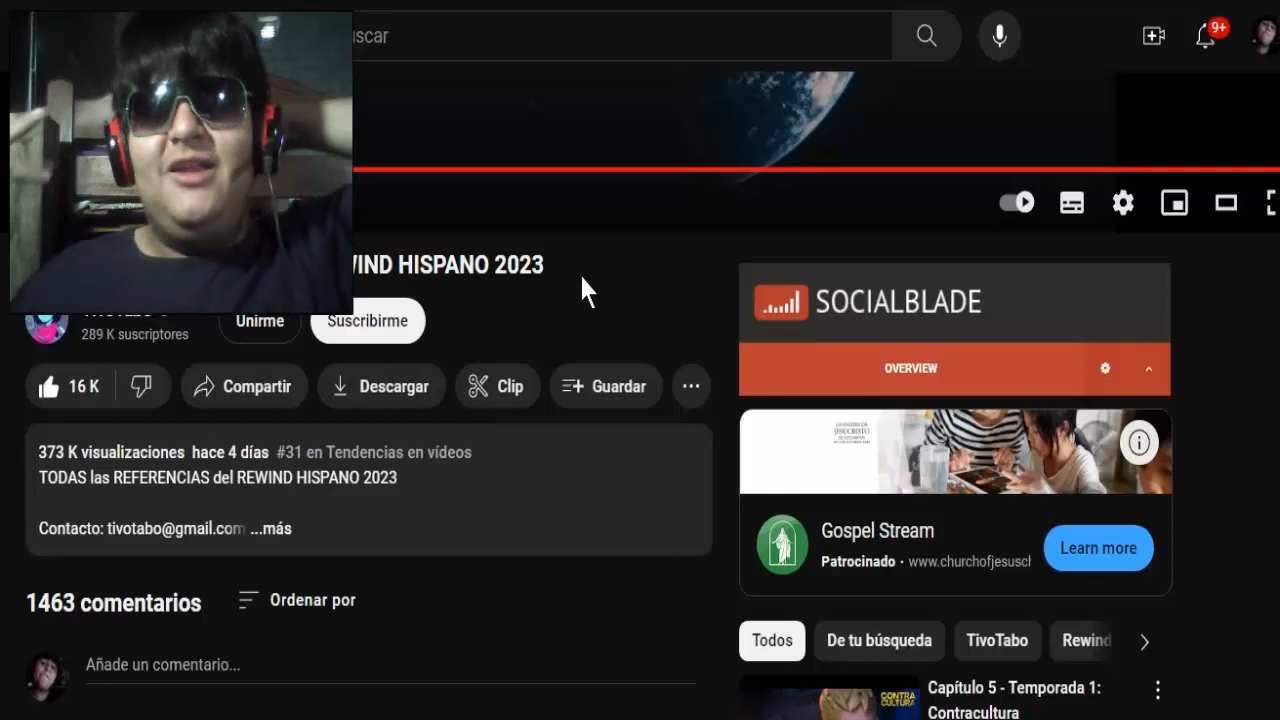 uscar
9+
WIND HISPANO 2023
289 K suscriptores
Unirme
Suscribirme
16 K
Compartir
Descargar
Clip
Guardar
373 K visualizaciones hace 4 días #31 en Tendencias en vídeos
TODAS las REFERENCIAS del REWIND HISPANO 2023
Contacto: tivotabo@gmail.com ...más
1463 comentarios
Ordenar por
Añade un comentario...
SOCIALBLADE
OVERVIEW
JESUCRISTO
Gospel Stream
Patrocinado · www.churchofjesuschr
Learn more
Todos
De tu búsqueda
TivoTabo
Rewind
CONTRA
CULTURA
Capítulo 5 - Temporada 1:
Contracultura